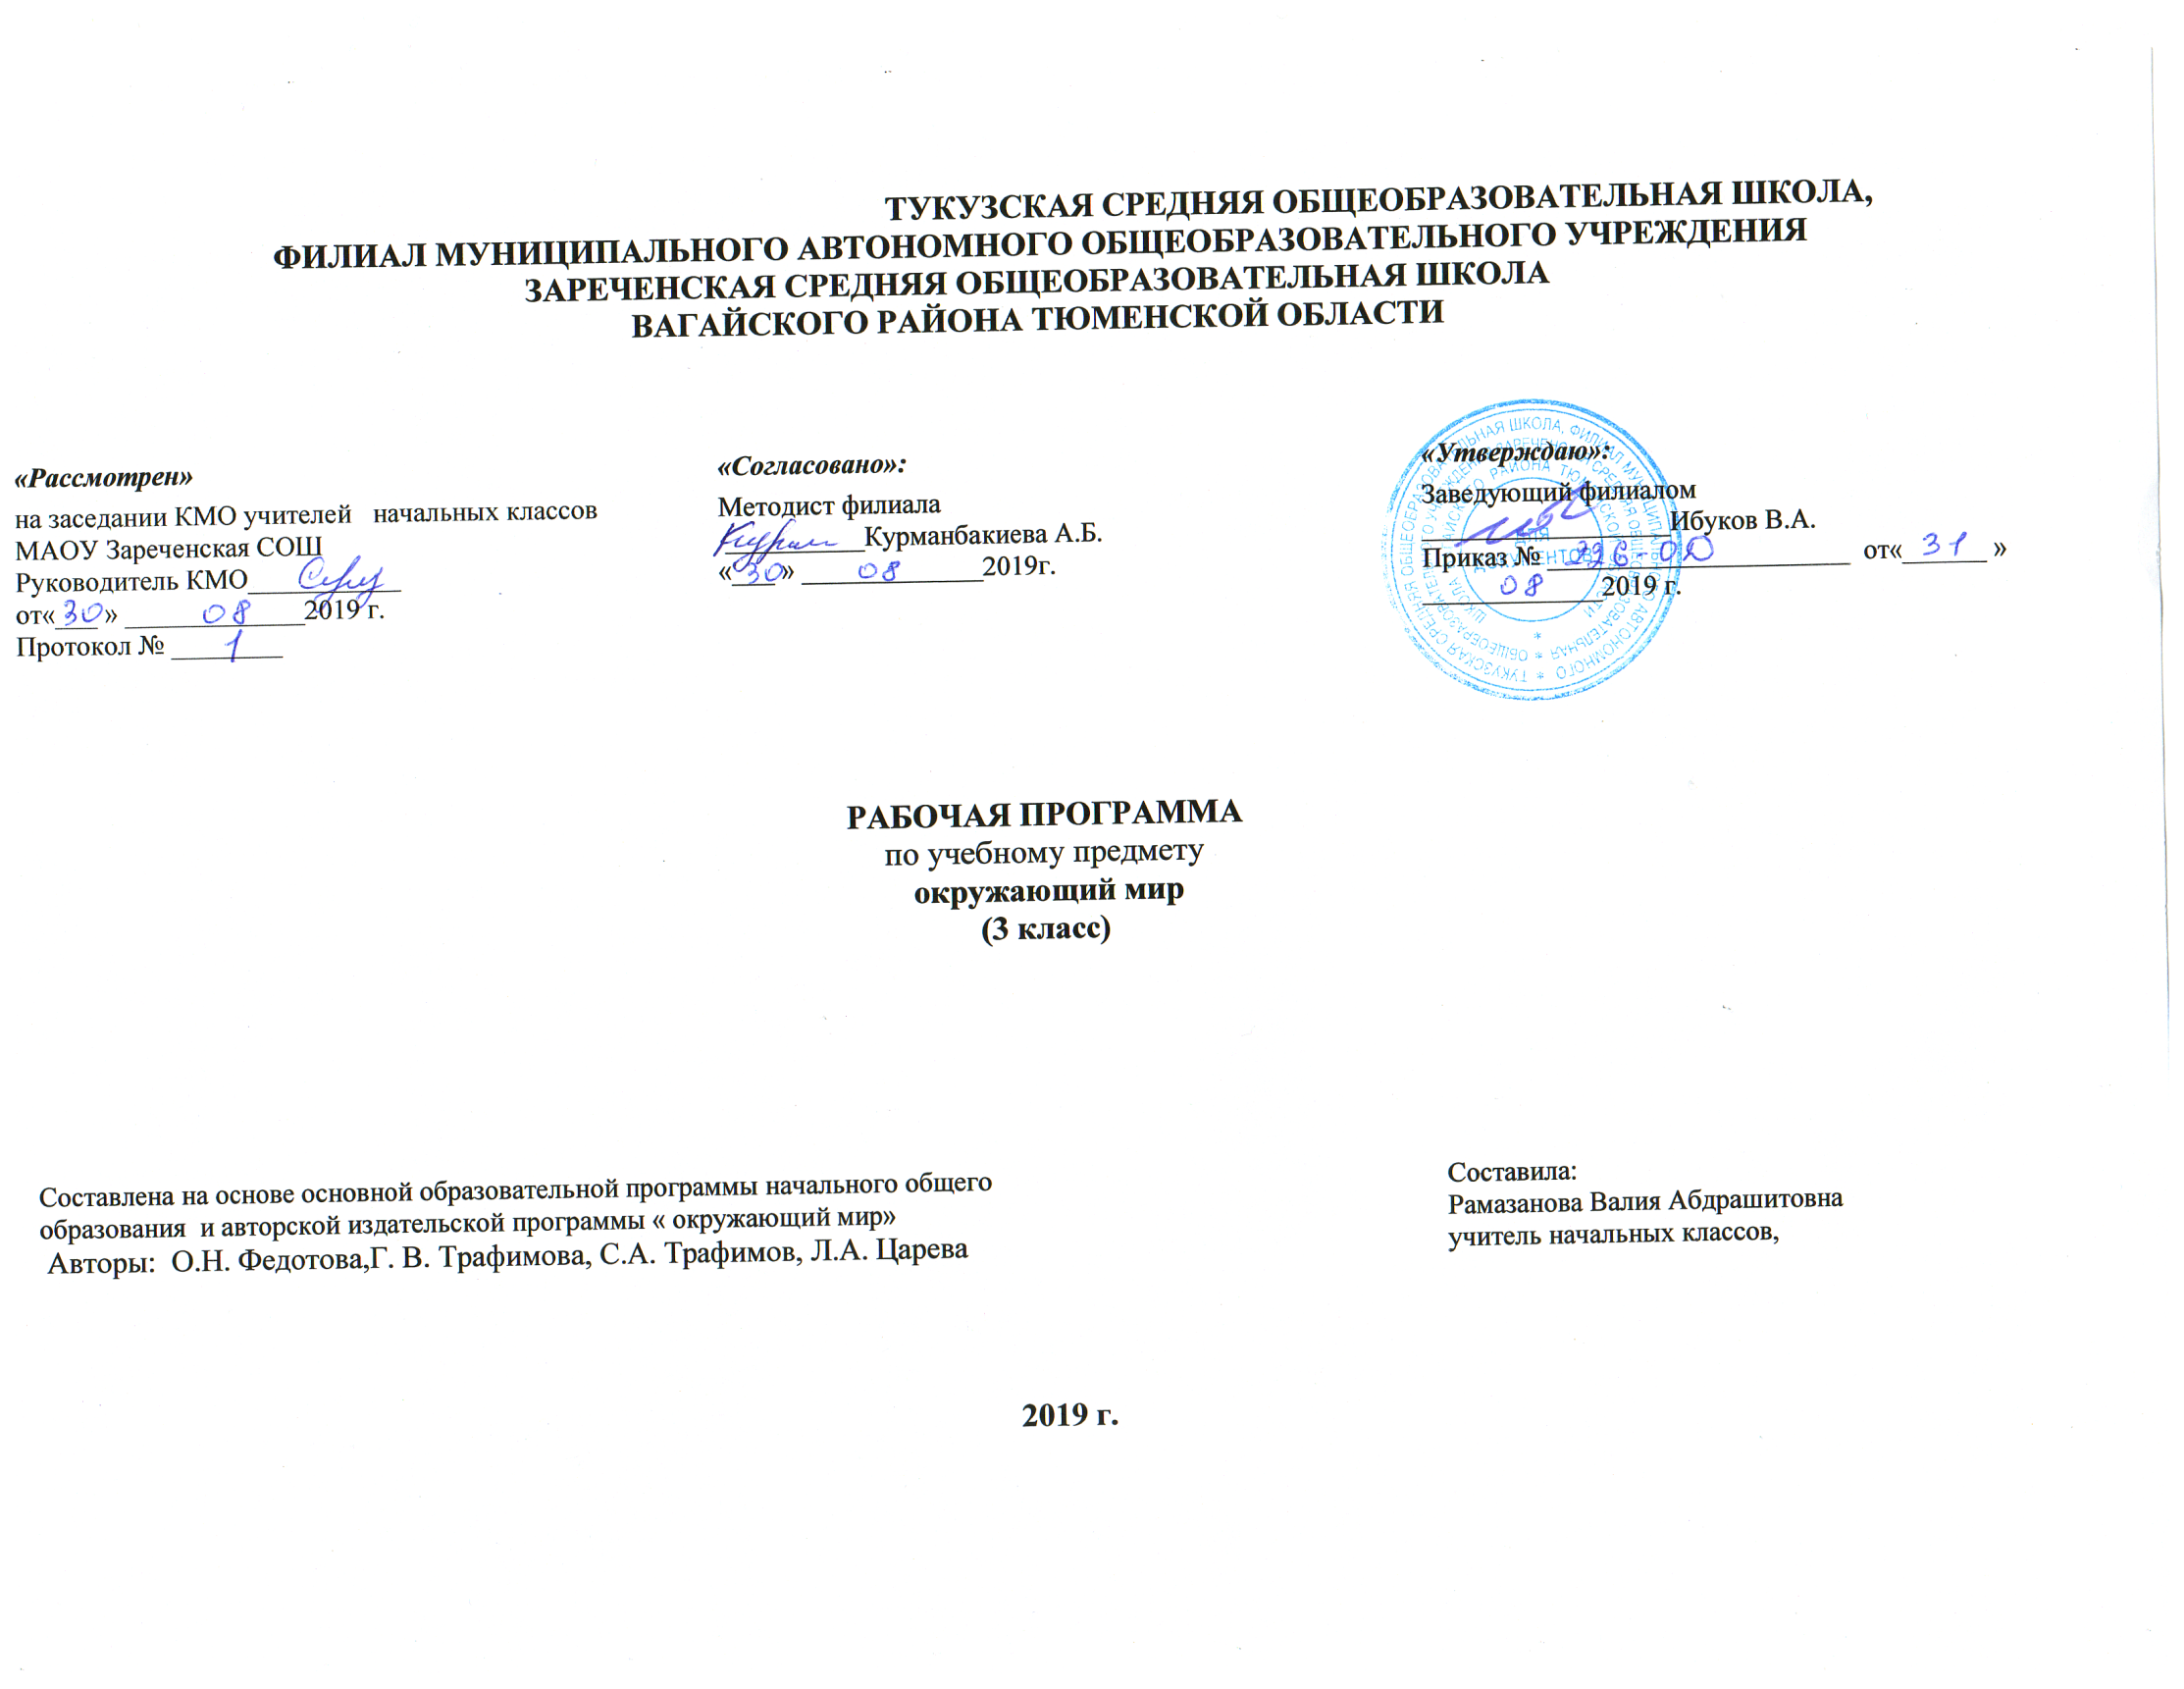 ТУКУЗСКАЯ СРЕДНЯЯ ОБЩЕОБРАЗОВАТЕЛЬНАЯ ШКОЛА,
ФИЛИАЛ МУНИЦИПАЛЬНОГО АВТОНОМНОГО ОБЩЕОБРАЗОВАТЕЛЬНОГО УЧРЕЖДЕНИЯ
ЗАРЕЧЕНСКАЯ СРЕДНЯЯ ОБЩЕОБРАЗОВАТЕЛЬНАЯ ШКОЛА
ВАГАЙСКОГО РАЙОНА ТЮМЕНСКОЙ ОБЛАСТИ
«Рассмотрен»
на заседании КМО учителей начальных классов
МАОУ Зареченская СОШ
Руководитель КМО
от«30» 08 2019 г.
Протокол № 1
«Согласовано»:
Методист филиала
Курманбакиева А.Б.
«30» 08 2019г.
«Утверждаю»:
Заведующий филиалом
Ибуков В.А.
Приказ № от« 31 »
08 2019 г.
ДЛЯ
ДОКУМЕНТОВ
РАБОЧАЯ ПРОГРАММА
по учебному предмету
окружающий мир
(3 класс)
Составлена на основе основной образовательной программы начального общего
образования и авторской издательской программы « окружающий мир»
Авторы: О.Н. Федотова,Г. В. Трафимова, С.А. Трафимов, Л.А. Царева
Составила:
Рамазанова Валия Абдрашитовна
учитель начальных классов,
2019 г.